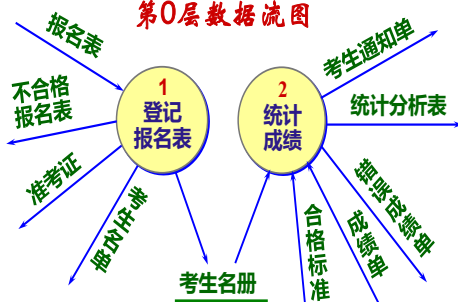 第0层数据流图
报名表
不合格
报名表
准考证
考生名单
1
登记
报名表
2
统计
成绩
考生通知单
统计分析表
错误成绩单
成绩单
合格标准
考生名册